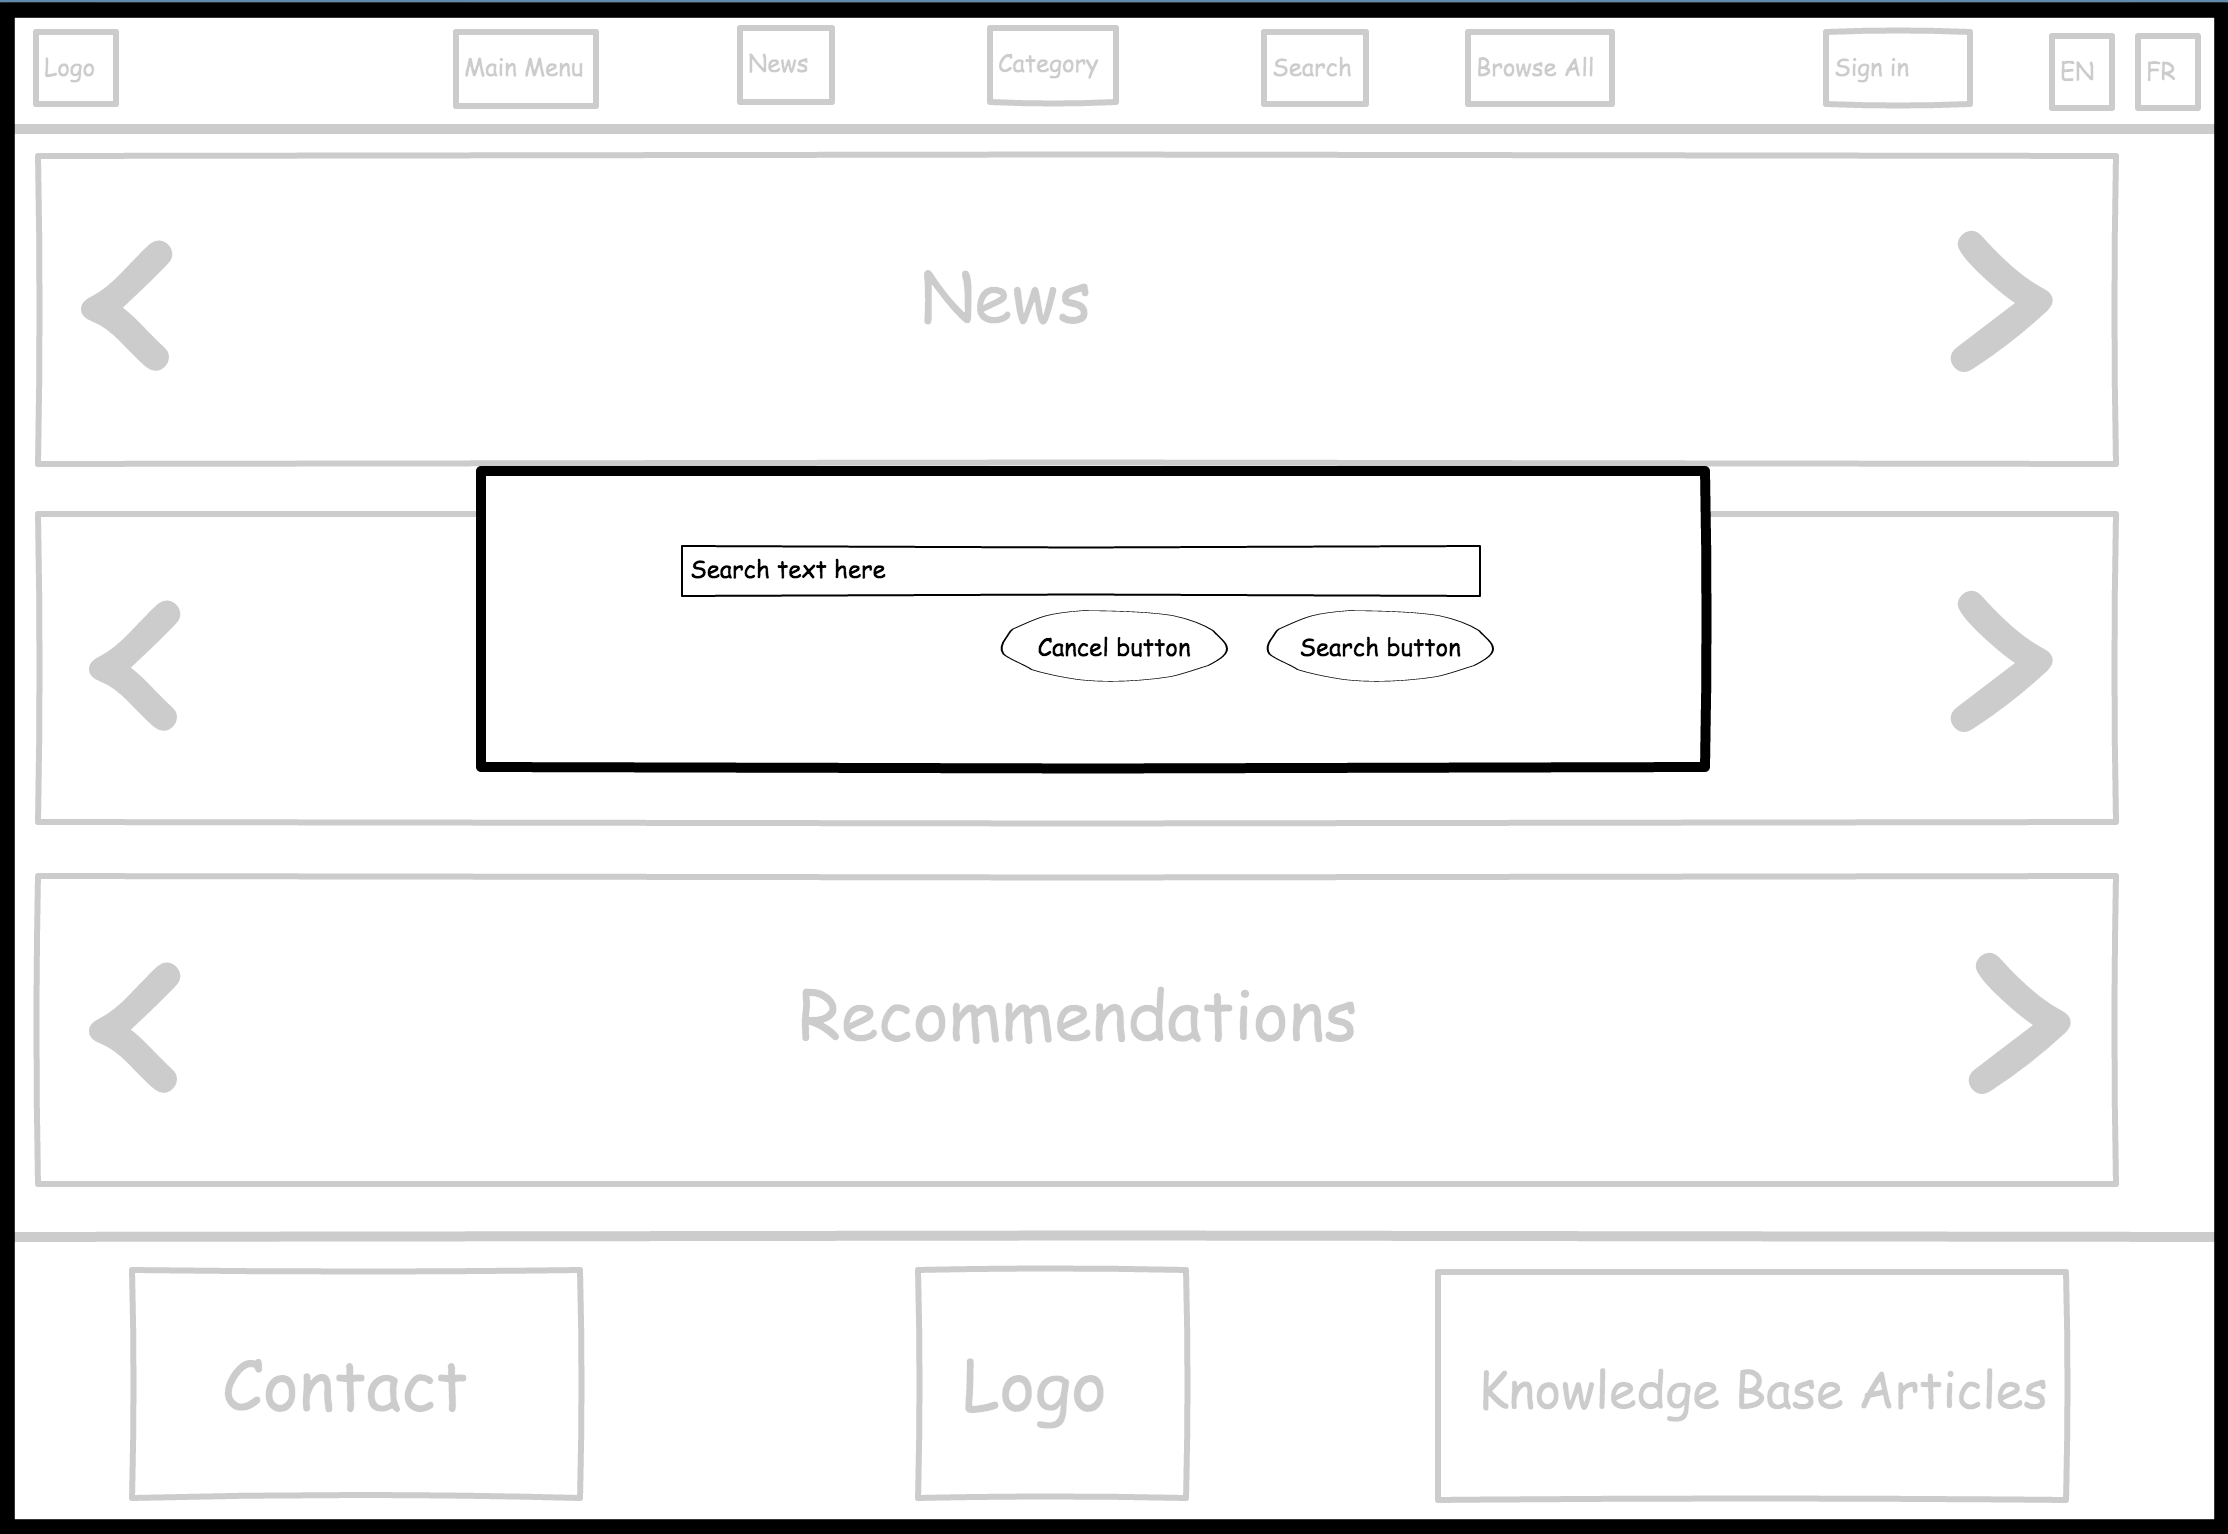 Logo
Main Menu
News
Category
Search
Browse All
Sign in
EN
FR
News
Search text here
Cancel button
Search button
Recommendations
Contact
Logo
Knowledge Base Articles